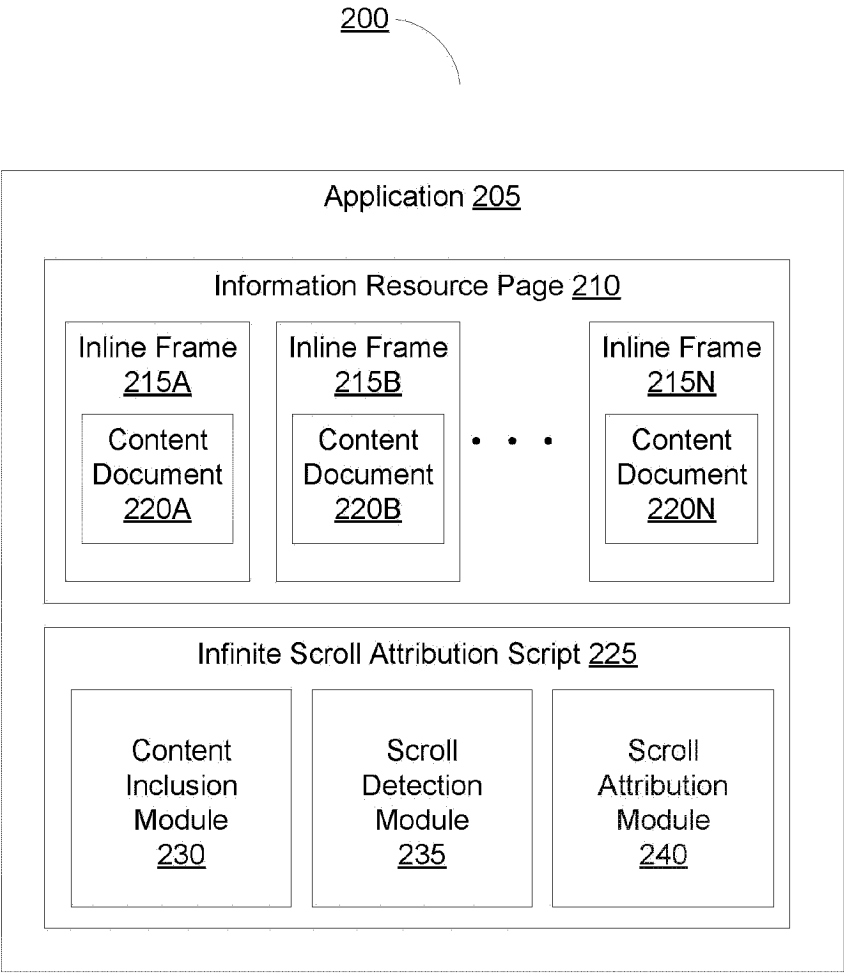 200
Application 205
Information Resource Page 210
Inline Frame
215A
Content
Document
220A
Inline Frame
215B
Content
Document
220B
• • •
Inline Frame
215N
Content
Document
220N
Infinite Scroll Attribution Script 225
Content
Inclusion
Module
230
Scroll
Detection
Module
235
Scroll
Attribution
Module
240